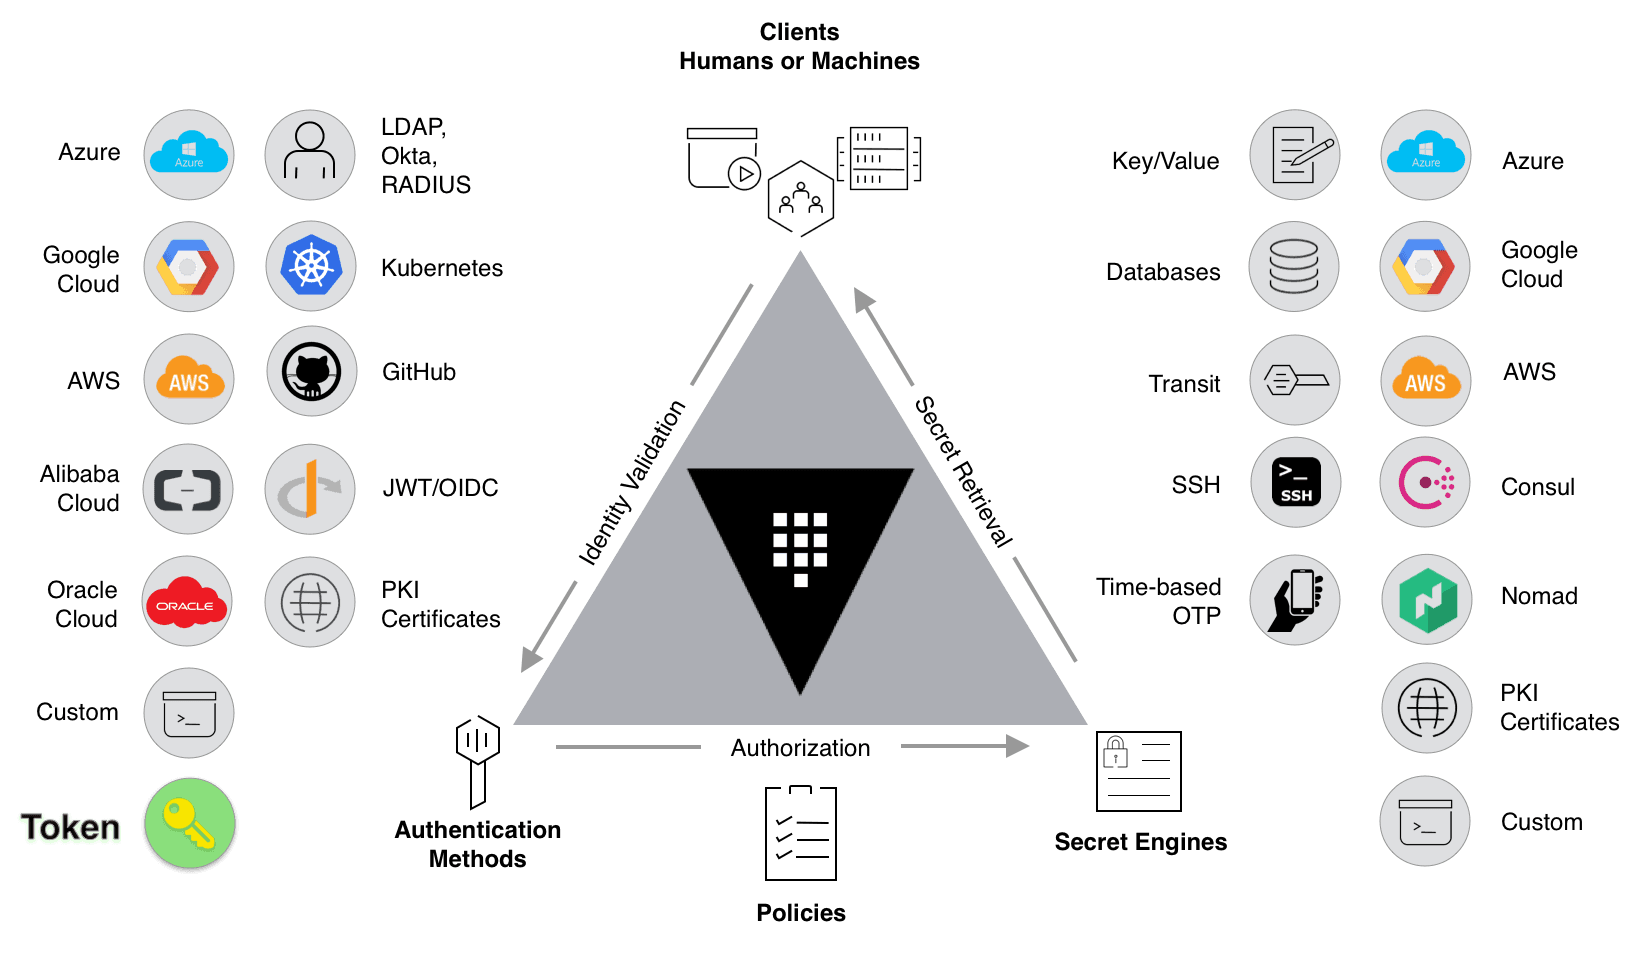 Clients
Humans or Machines
Azure
Azure
LDAP,
Okta,
RADIUS
Google
Cloud
Kubernetes
AWS
AWS
GitHub
Alibaba
Cloud
JWT/OIDC
Oracle
Cloud
ORACLE
PKI
Certificates
Custom
>_
Token
Identity Validation
Secret Retrieval
Authorization
Authentication
Methods
Policies
Secret Engines
Key/Value
Azure
Azure
Databases
Google
Cloud
Transit
AWS
AWS
SSH
>_
SSH
Consul
Time-based
OTP
Nomad
PKI
Certificates
>_
Custom